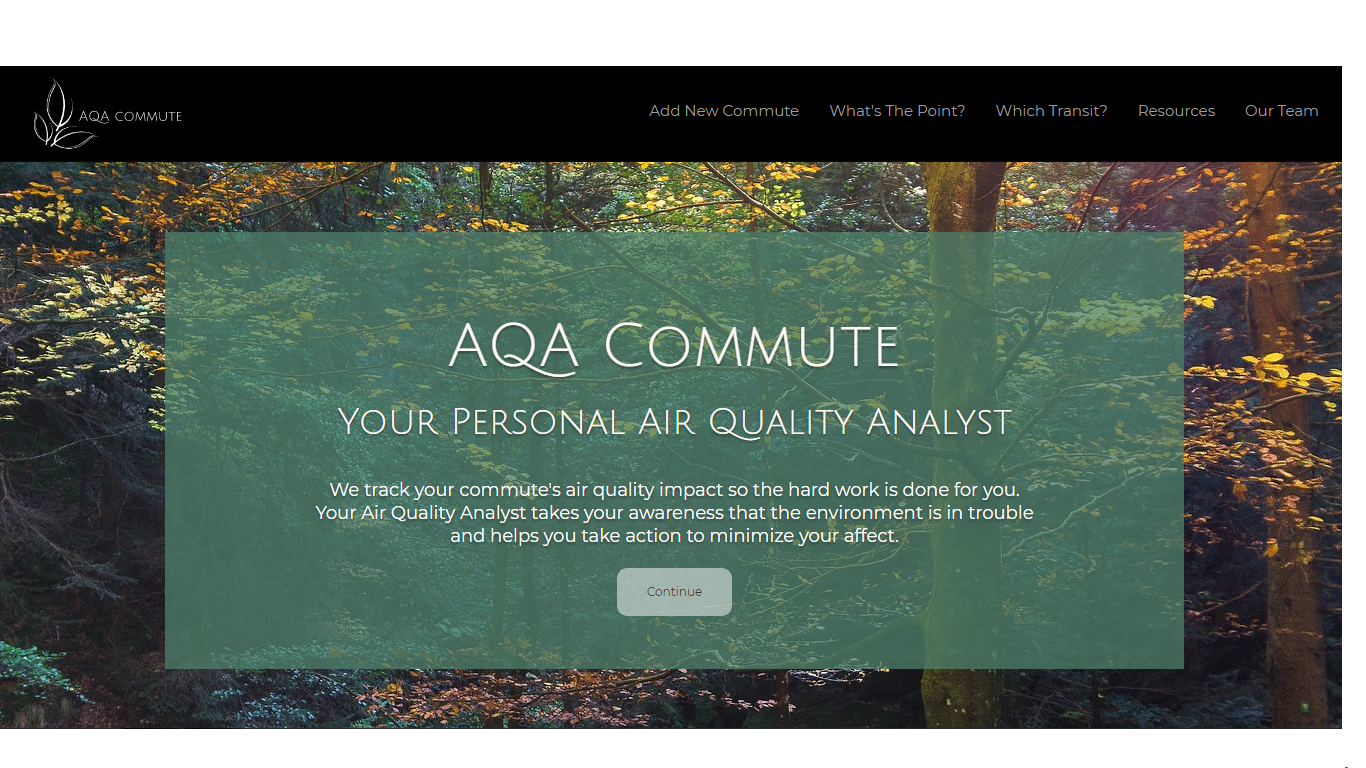 AQA COMMUTE
Add New Commute What's The Point? Which Transit? Resources Our Team
AQA Commute
Your Personal Air Quality Analyst
We track your commute's air quality impact so the hard work is done for you.
Your Air Quality Analyst takes your awareness that the environment is in trouble
and helps you take action to minimize your affect.
Continue